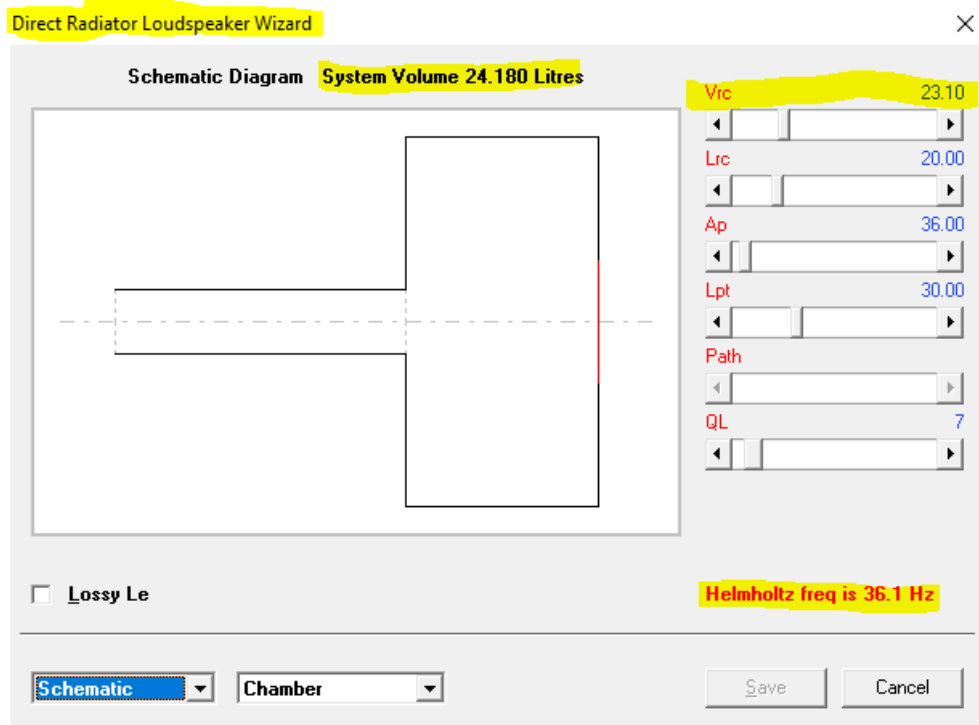 Direct Radiator Loudspeaker Wizard
Schematic Diagram System Volume 24.180 Litres
Vrc 23.10
Lrc 20.00
Ap 36.00
Lpt 30.00
Path
QL 7
Lossy Le
Helmholtz freq is 36.1 Hz
Schematic Chamber Save Cancel